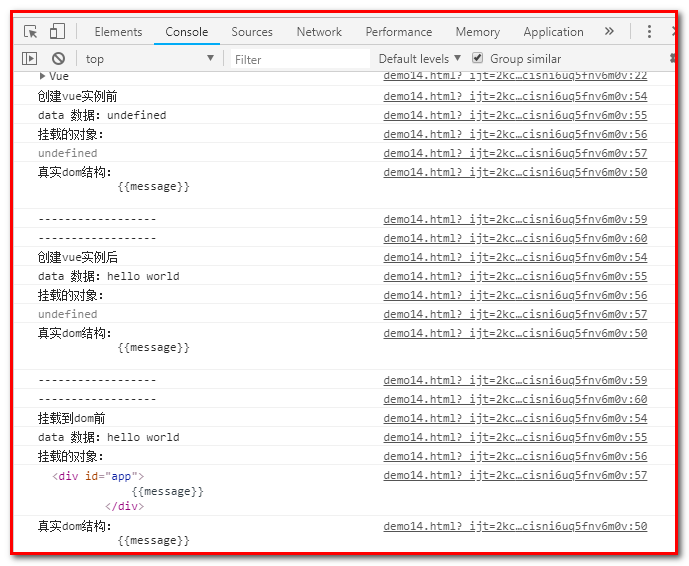 Elements Console Sources Network Performance Memory Application »
top Filter Default levels Group similar
Vue demo14.html?_ijt=2kc…cisni6uq5fnv6m0v:22
创建vue实例前 demo14.html?_ijt=2kc…cisni6uq5fnv6m0v:54
data 数据: undefined demo14.html?_ijt=2kc…cisni6uq5fnv6m0v:55
挂载的对象: demo14.html?_ijt=2kc…cisni6uq5fnv6m0v:56
undefined demo14.html?_ijt=2kc…cisni6uq5fnv6m0v:57
真实dom结构: demo14.html?_ijt=2kc…cisni6uq5fnv6m0v:50
{{message}}
------------------ demo14.html?_ijt=2kc…cisni6uq5fnv6m0v:59
------------------ demo14.html?_ijt=2kc…cisni6uq5fnv6m0v:60
创建vue实例后 demo14.html?_ijt=2kc…cisni6uq5fnv6m0v:54
data 数据: hello world demo14.html?_ijt=2kc…cisni6uq5fnv6m0v:55
挂载的对象: demo14.html?_ijt=2kc…cisni6uq5fnv6m0v:56
undefined demo14.html?_ijt=2kc…cisni6uq5fnv6m0v:57
真实dom结构: demo14.html?_ijt=2kc…cisni6uq5fnv6m0v:50
{{message}}
------------------ demo14.html?_ijt=2kc…cisni6uq5fnv6m0v:59
------------------ demo14.html?_ijt=2kc…cisni6uq5fnv6m0v:60
挂载到dom前 demo14.html?_ijt=2kc…cisni6uq5fnv6m0v:54
data 数据: hello world demo14.html?_ijt=2kc…cisni6uq5fnv6m0v:55
挂载的对象: demo14.html?_ijt=2kc…cisni6uq5fnv6m0v:56
<div id="app"> demo14.html?_ijt=2kc…cisni6uq5fnv6m0v:57
{{message}}
</div>
真实dom结构: demo14.html?_ijt=2kc…cisni6uq5fnv6m0v:50
{{message}}